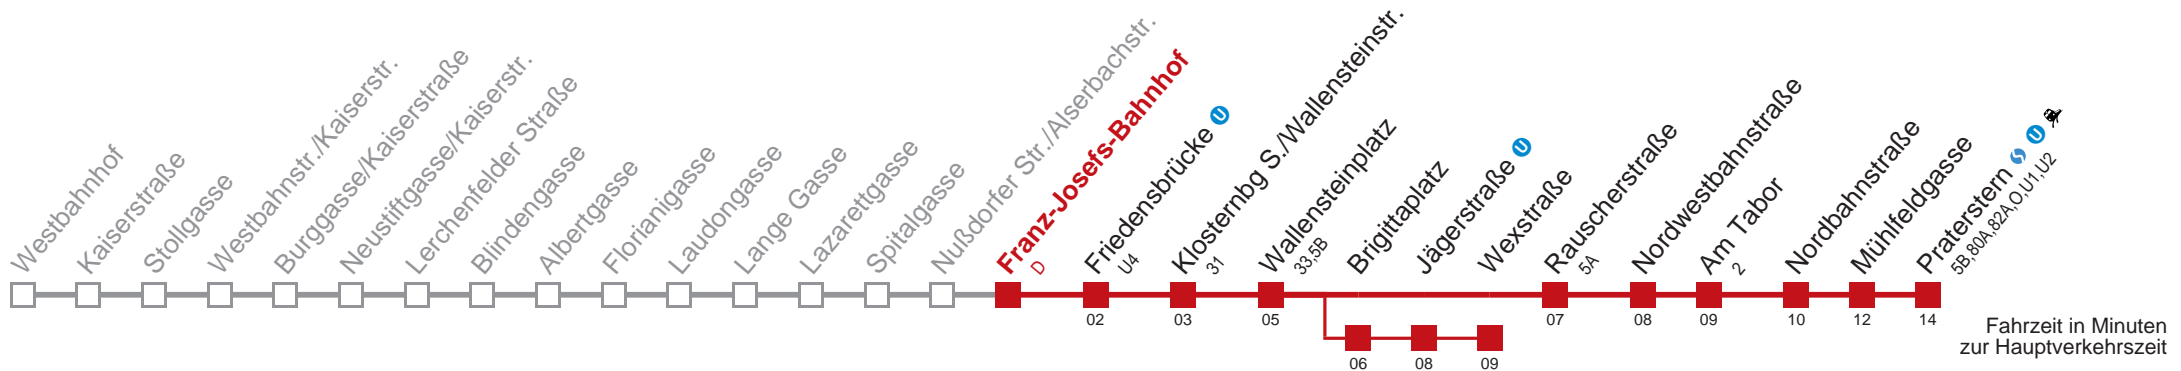 Westbahnhof
Kaiserstraße
Stollgasse
Westbahnstr./Kaiserstr.
Burggasse/Kaiserstraße
Neustiftgasse/Kaiserstr.
Lerchenfelder Straße
Blindengasse
Albertgasse
Florianigasse
Laudongasse
Lange Gasse
Lazarettgasse
Spitalgasse
Nußdorfer Str./Alserbachstr.
Franz-Josefs-Bahnhof
D
Friedensbrücke U
U4
Klosternbg S./Wallensteinstr.
31
Wallensteinplatz
33,5B
Brigittaplatz
Jägerstraße U
Wexstraße
Rauscherstraße
5A
Nordwestbahnstraße
Am Tabor
2
Nordbahnstraße
Mühlfeldgasse
Praterstern S U
5B,80A,82A,O,U1,U2
02
03
05
07
08
09
10
12
14
06
08
09
Fahrzeit in Minuten
zur Hauptverkehrszeit